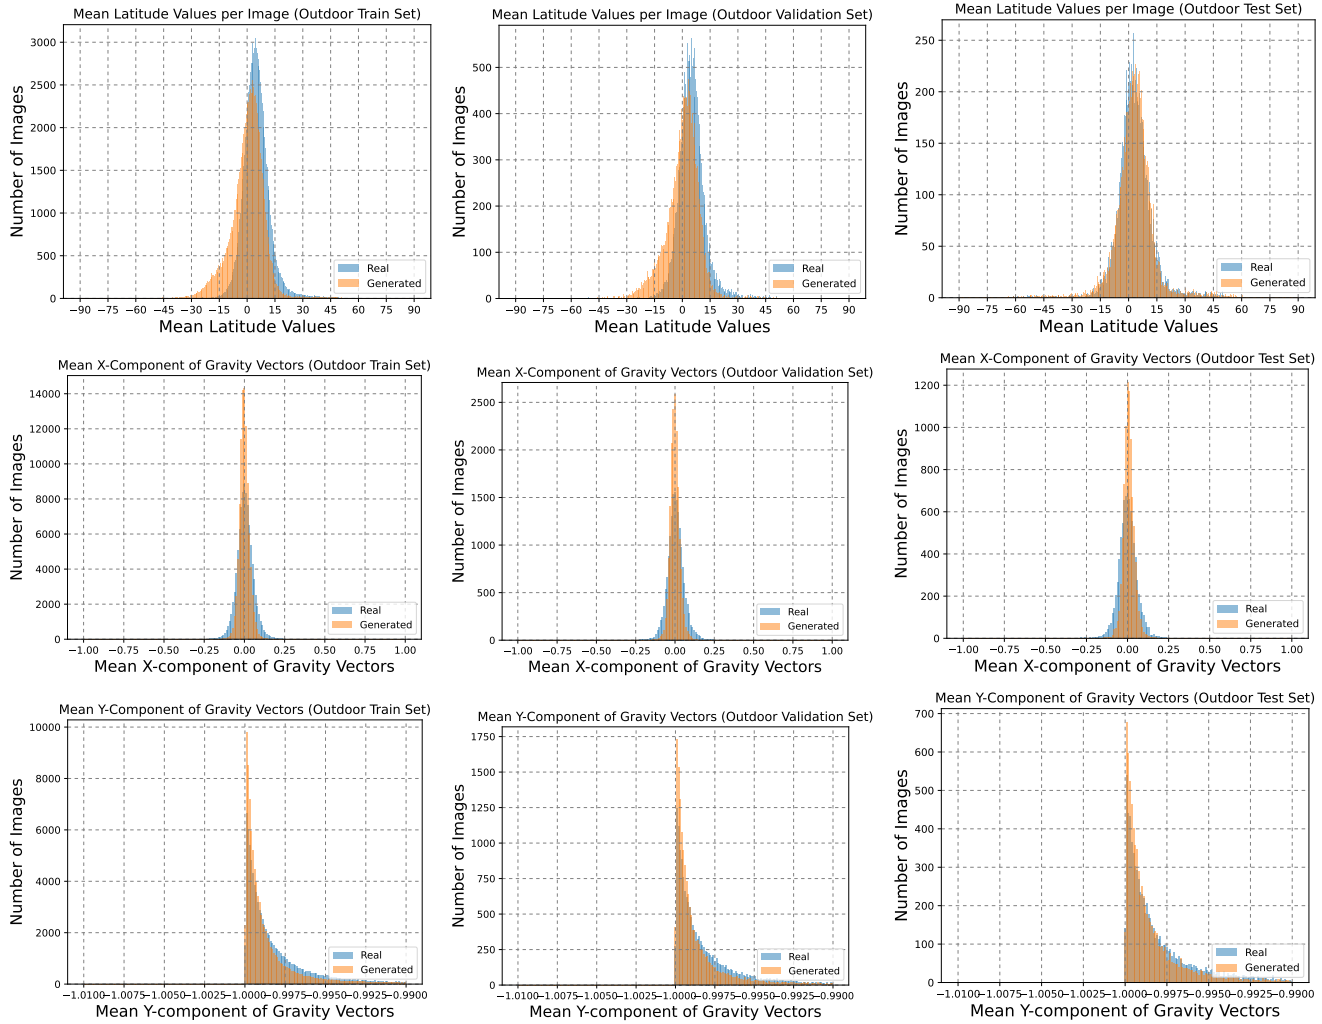 Mean Latitude Values per Image (Outdoor Train Set)
Number of Images
3000
2500
2000
1500
1000
500
0
−90 −75 −60 −45 −30 −15 0 15 30 45 60 75 90
Mean Latitude Values
Real
Generated
Mean Latitude Values per Image (Outdoor Validation Set)
Number of Images
500
400
300
200
100
0
−90 −75 −60 −45 −30 −15 0 15 30 45 60 75 90
Mean Latitude Values
Real
Generated
Mean Latitude Values per Image (Outdoor Test Set)
Number of Images
250
200
150
100
50
0
−90 −75 −60 −45 −30 −15 0 15 30 45 60 75 90
Mean Latitude Values
Real
Generated
Mean X-Component of Gravity Vectors (Outdoor Train Set)
Number of Images
14000
12000
10000
8000
6000
4000
2000
0
−1.00 −0.75 −0.50 −0.25 0.00 0.25 0.50 0.75 1.00
Mean X-component of Gravity Vectors
Real
Generated
Mean X-Component of Gravity Vectors (Outdoor Validation Set)
Number of Images
2500
2000
1500
1000
500
0
−1.00 −0.75 −0.50 −0.25 0.00 0.25 0.50 0.75 1.00
Mean X-component of Gravity Vectors
Real
Generated
Mean X-Component of Gravity Vectors (Outdoor Test Set)
Number of Images
1200
1000
800
600
400
200
0
−1.00 −0.75 −0.50 −0.25 0.00 0.25 0.50 0.75 1.00
Mean X-component of Gravity Vectors
Real
Generated
Mean Y-Component of Gravity Vectors (Outdoor Train Set)
Number of Images
10000
8000
6000
4000
2000
0
−1.0100 −1.0075 −1.0050 −1.0025 −1.0000 −0.9975 −0.9950 −0.9925 −0.9900
Mean Y-component of Gravity Vectors
Real
Generated
Mean Y-Component of Gravity Vectors (Outdoor Validation Set)
Number of Images
1750
1500
1250
1000
750
500
250
0
−1.0100 −1.0075 −1.0050 −1.0025 −1.0000 −0.9975 −0.9950 −0.9925 −0.9900
Mean Y-component of Gravity Vectors
Real
Generated
Mean Y-Component of Gravity Vectors (Outdoor Test Set)
Number of Images
700
600
500
400
300
200
100
0
−1.0100 −1.0075 −1.0050 −1.0025 −1.0000 −0.9975 −0.9950 −0.9925 −0.9900
Mean Y-component of Gravity Vectors
Real
Generated